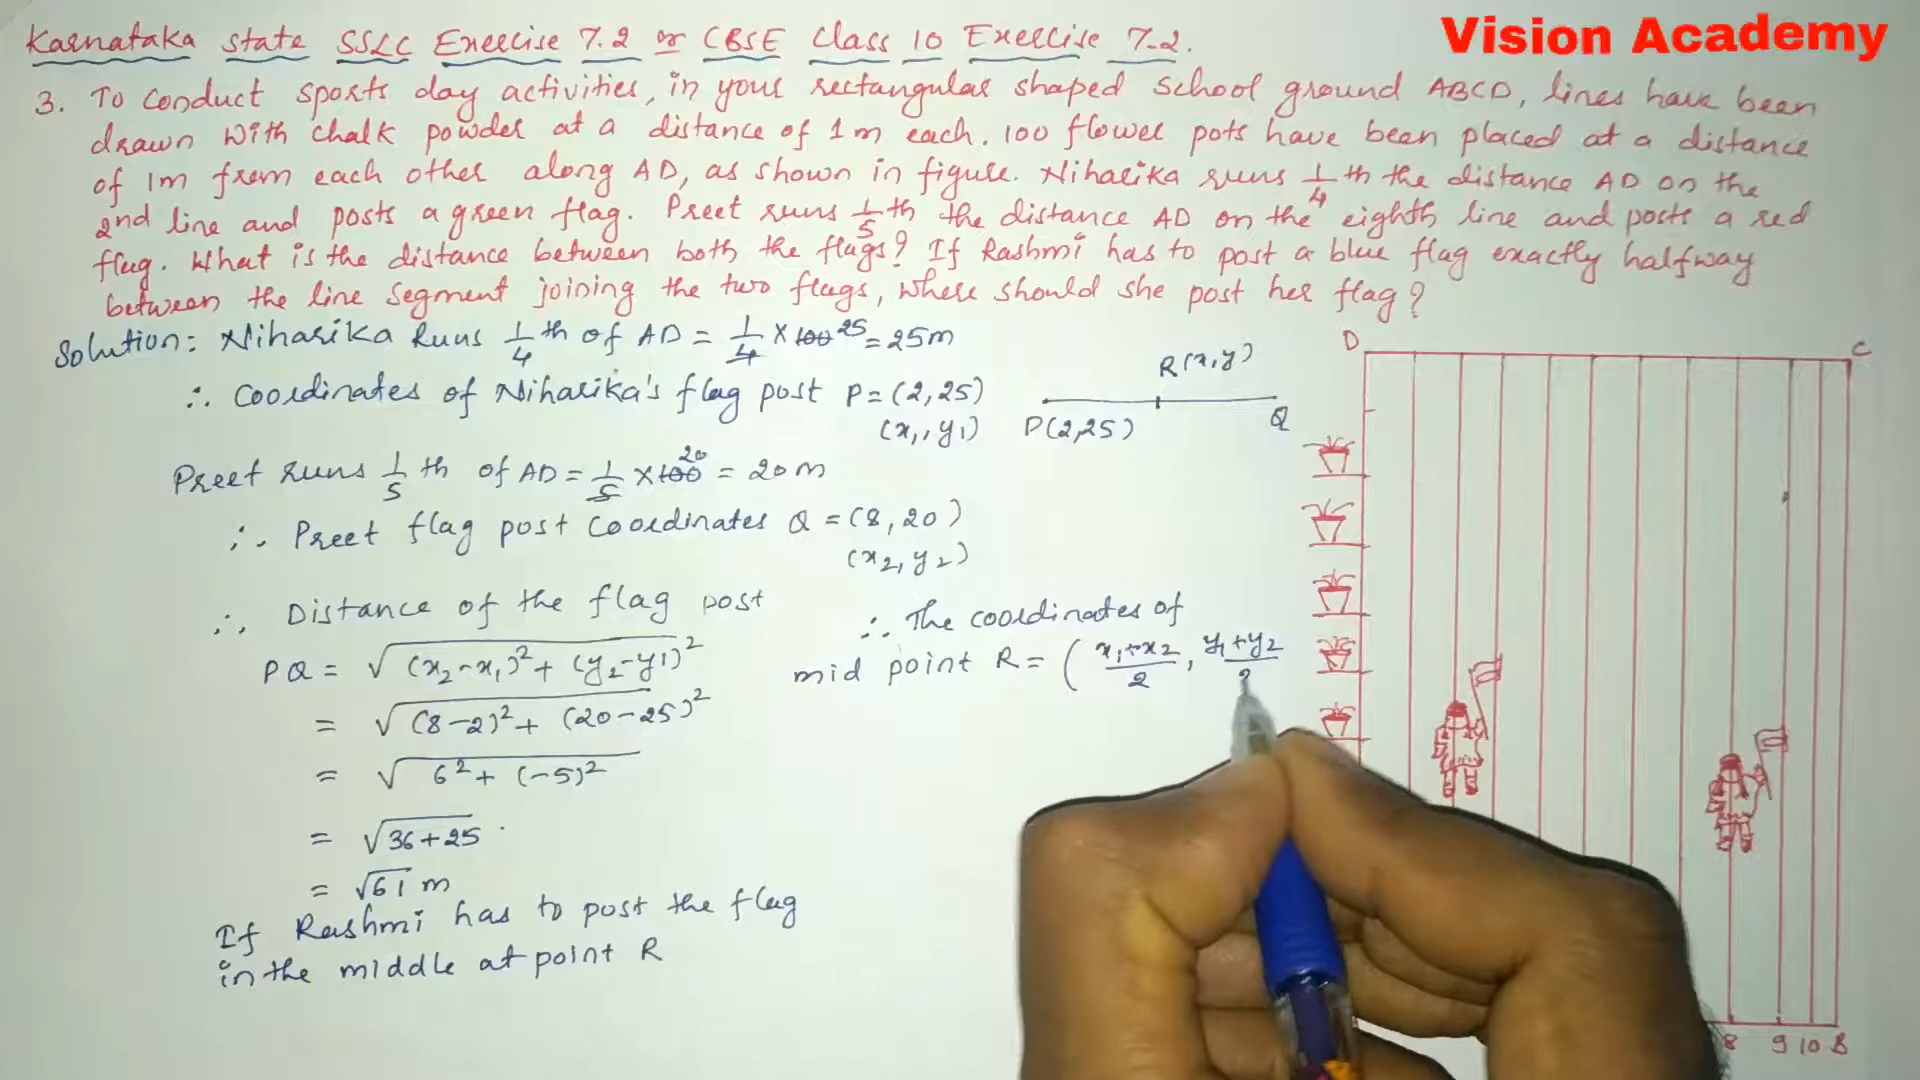 Karnataka state SSLC Exercise 7.2 or CBSE Class 10 Exercise 7.2.
Vision Academy
3. To conduct sports day activities, in your rectangular shaped School ground ABCD, lines have been
drawn with chalk powder at a distance of 1m each. 100 flower pots have been placed at a distance
of 1m from each other along AD, as shown in figure. Niharika runs 1/4 th the distance AD on the
2nd line and posts a green flag. Preet runs 1/5 th the distance AD on the eighth line and posts a red
flag. What is the distance between both the flags? If Rashmi has to post a blue flag exactly halfway
between the line segment joining the two flags, where should she post her flag?
Solution: Niharika Runs 1/4 th of AD = 1/4 × 100 25 = 25m
∴ Coordinates of Niharika's flag post P = (2,25)
(x1, y1)
Preet runs 1/5 th of AD = 1/5 × 100 20 = 20 m
∴ Preet flag post Coordinates Q = (8, 20)
(x2, y2)
∴ Distance of the flag post
PQ = √(x2-x1)² + (y2-y1)²
= √(8-2)² + (20-25)²
= √6² + (-5)²
= √36+25
= √61 m
If Rashmi has to post the flag
in the middle at point R
R(x,y)
P(2,25)
Q
∴ The coordinates of
mid point R = ( x1+x2/2 , y1+y2/2
D
C
8 9 10 B